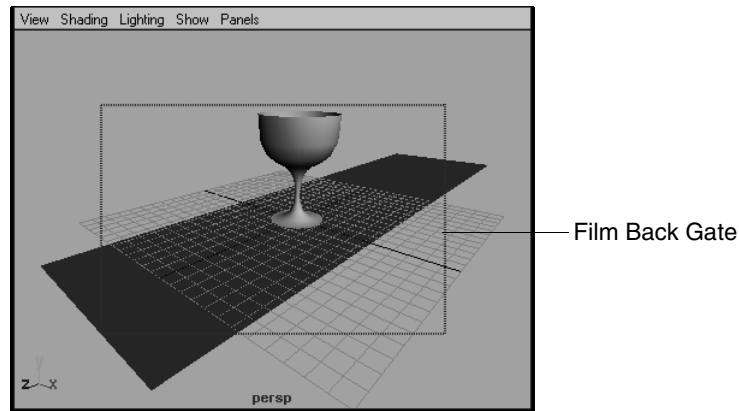 View Shading Lighting Show Panels
Film Back Gate
y
z x
persp